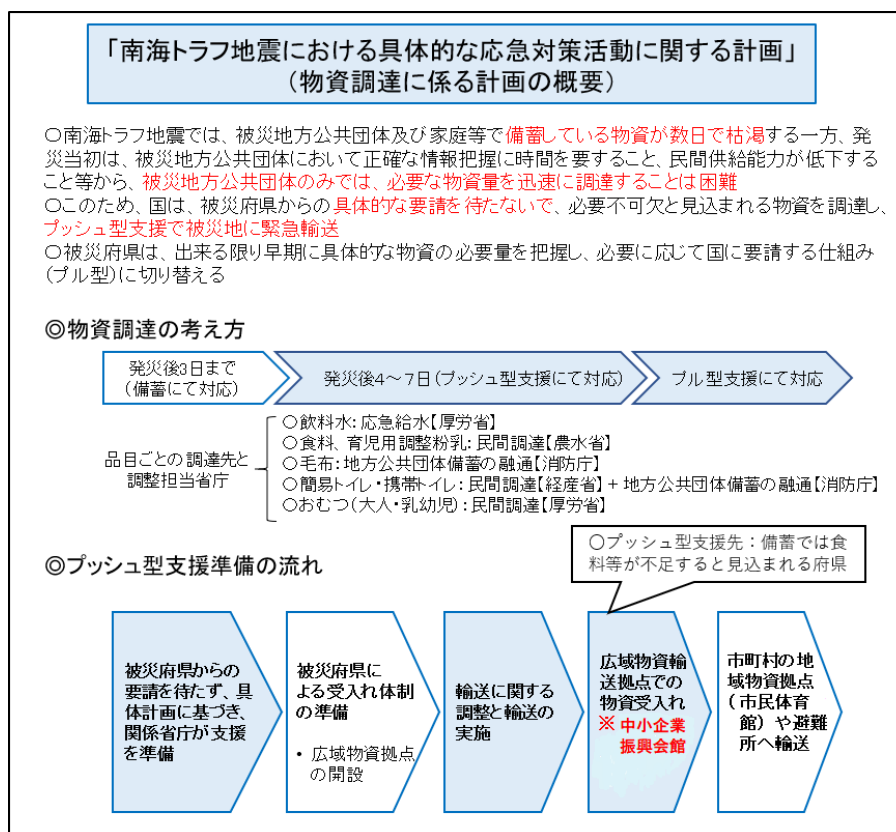 「南海トラフ地震における具体的な応急対策活動に関する計画」
（物資調達に係る計画の概要）
○南海トラフ地震では、被災地方公共団体及び家庭等で備蓄している物資が数日で枯渇する一方、発
災当初は、被災地方公共団体において正確な情報把握に時間を要すること、民間供給能力が低下する
こと等から、被災地方公共団体のみでは、必要な物資量を迅速に調達することは困難
○このため、国は、被災府県からの具体的な要請を待たないで、必要不可欠と見込まれる物資を調達し、
プッシュ型支援で被災地に緊急輸送
○被災府県は、出来る限り早期に具体的な物資の必要量を把握し、必要に応じて国に要請する仕組み
(プル型)に切り替える
◎物資調達の考え方
発災後3日まで
(備蓄にて対応)
発災後4～7日(プッシュ型支援にて対応)
プル型支援にて対応
品目ごとの調達先と
調整担当省庁
○飲料水：応急給水【厚労省】
○食料、育児用調整粉乳：民間調達【農水省】
○毛布：地方公共団体備蓄の融通【消防庁】
○簡易トイレ・携帯トイレ：民間調達【経産省】+地方公共団体備蓄の融通【消防庁】
○おむつ(大人・乳幼児)：民間調達【厚労省】
○プッシュ型支援先：備蓄では食
料等が不足すると見込まれる府県
◎プッシュ型支援準備の流れ
被災府県からの
要請を待たず、具
体計画に基づき、
関係省庁が支援
を準備
被災府県に
よる受入れ体制
の準備
・広域物資拠点
の開設
輸送に関する
調整と輸送の
実施
広域物資輸
送拠点での
物資受入れ
※中小企業
振興会館
市町村の地
域物資拠点
(市民体育
館)や避難
所へ輸送